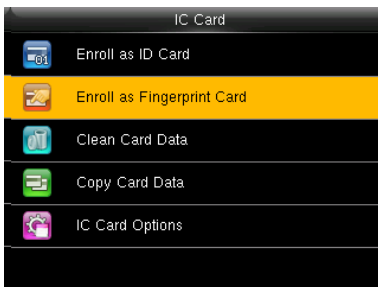 IC Card
01
Enroll as ID Card
Enroll as Fingerprint Card
Clean Card Data
Copy Card Data
IC Card Options